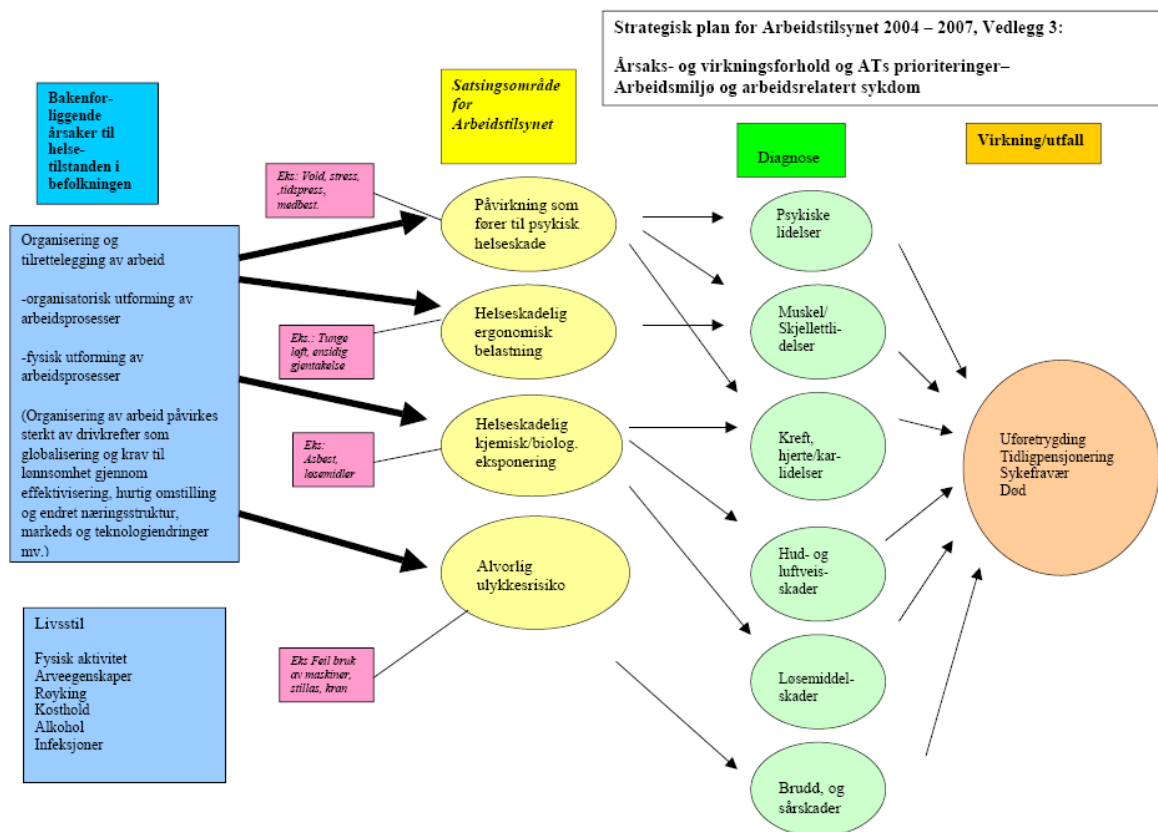 Strategisk plan for Arbeidstilsynet 2004 – 2007, Vedlegg 3:
Årsaks- og virkningsforhold og ATs prioriteringer–
Arbeidsmiljø og arbeidsrelatert sykdom
Bakenfor-
liggende
årsaker til
helse-
tilstanden i
befolkningen
Satsingsområde
for
Arbeidstilsynet
Diagnose
Virkning/utfall
Organisering og
tilrettelegging av arbeid
-organisatorisk utforming av
arbeidsprosesser
-fysisk utforming av
arbeidsprosesser
(Organisering av arbeid påvirkes
sterkt av drivkrefter som
globalisering og krav til
lønnsomhet gjennom
effektivisering, hurtig omstilling
og endret næringsstruktur,
markeds og teknologiendringer
mv.)
Livsstil
Fysisk aktivitet
Arveegenskaper
Røyking
Kosthold
Alkohol
Infeksjoner
Eks: Vold, stress,
,tidspress,
medbest.
Eks.: Tunge
løft, ensidig
gjentakelse
Eks:
Asbest,
løsemidler
Eks Feil bruk
av maskiner,
stillas, kran
Påvirkning som
fører til psykisk
helseskade
Helseskadelig
ergonomisk
belastning
Helseskadelig
kjemisk/biolog.
eksponering
Alvorlig
ulykkesrisiko
Psykiske
lidelser
Muskel/
Skjellettli-
delser
Kreft,
hjerte/kar-
lidelser
Hud- og
luftveis-
skader
Løsemiddel-
skader
Brudd, og
sårskader
Uføretrygding
Tidligpensjonering
Sykefravær
Død